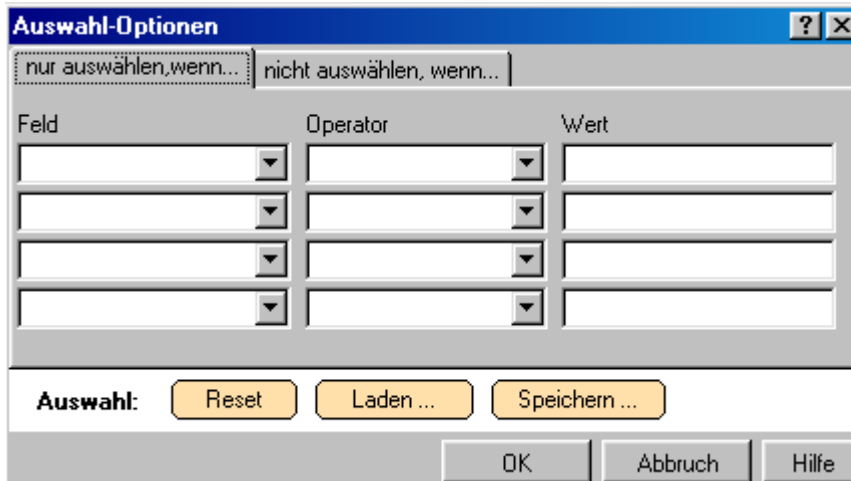 Auswahl-Optionen
nur auswählen,wenn... nicht auswählen, wenn...
Feld Operator Wert
Auswahl: Reset Laden ... Speichern ...
OK Abbruch Hilfe